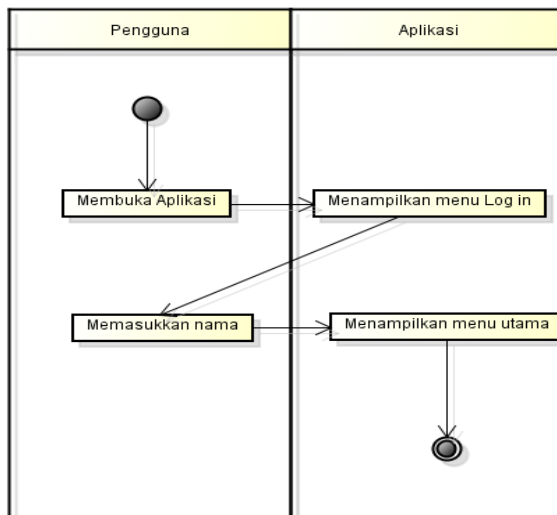 Pengguna
Aplikasi
Membuka Aplikasi
Menampilkan menu Log in
Memasukkan nama
Menampilkan menu utama